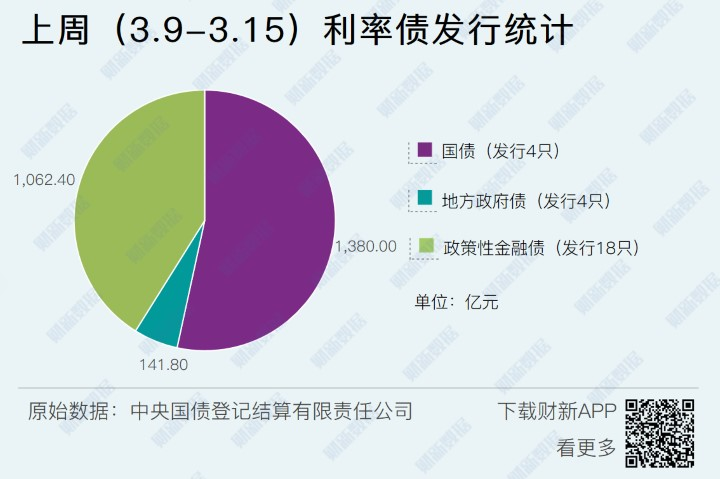 上周（3.9-3.15）利率债发行统计
1,062.40
1,380.00
141.80
国债（发行4只）
地方政府债（发行4只）
政策性金融债（发行18只）
单位：亿元
原始数据：中央国债登记结算有限责任公司
下载财新APP
看更多
财新数据